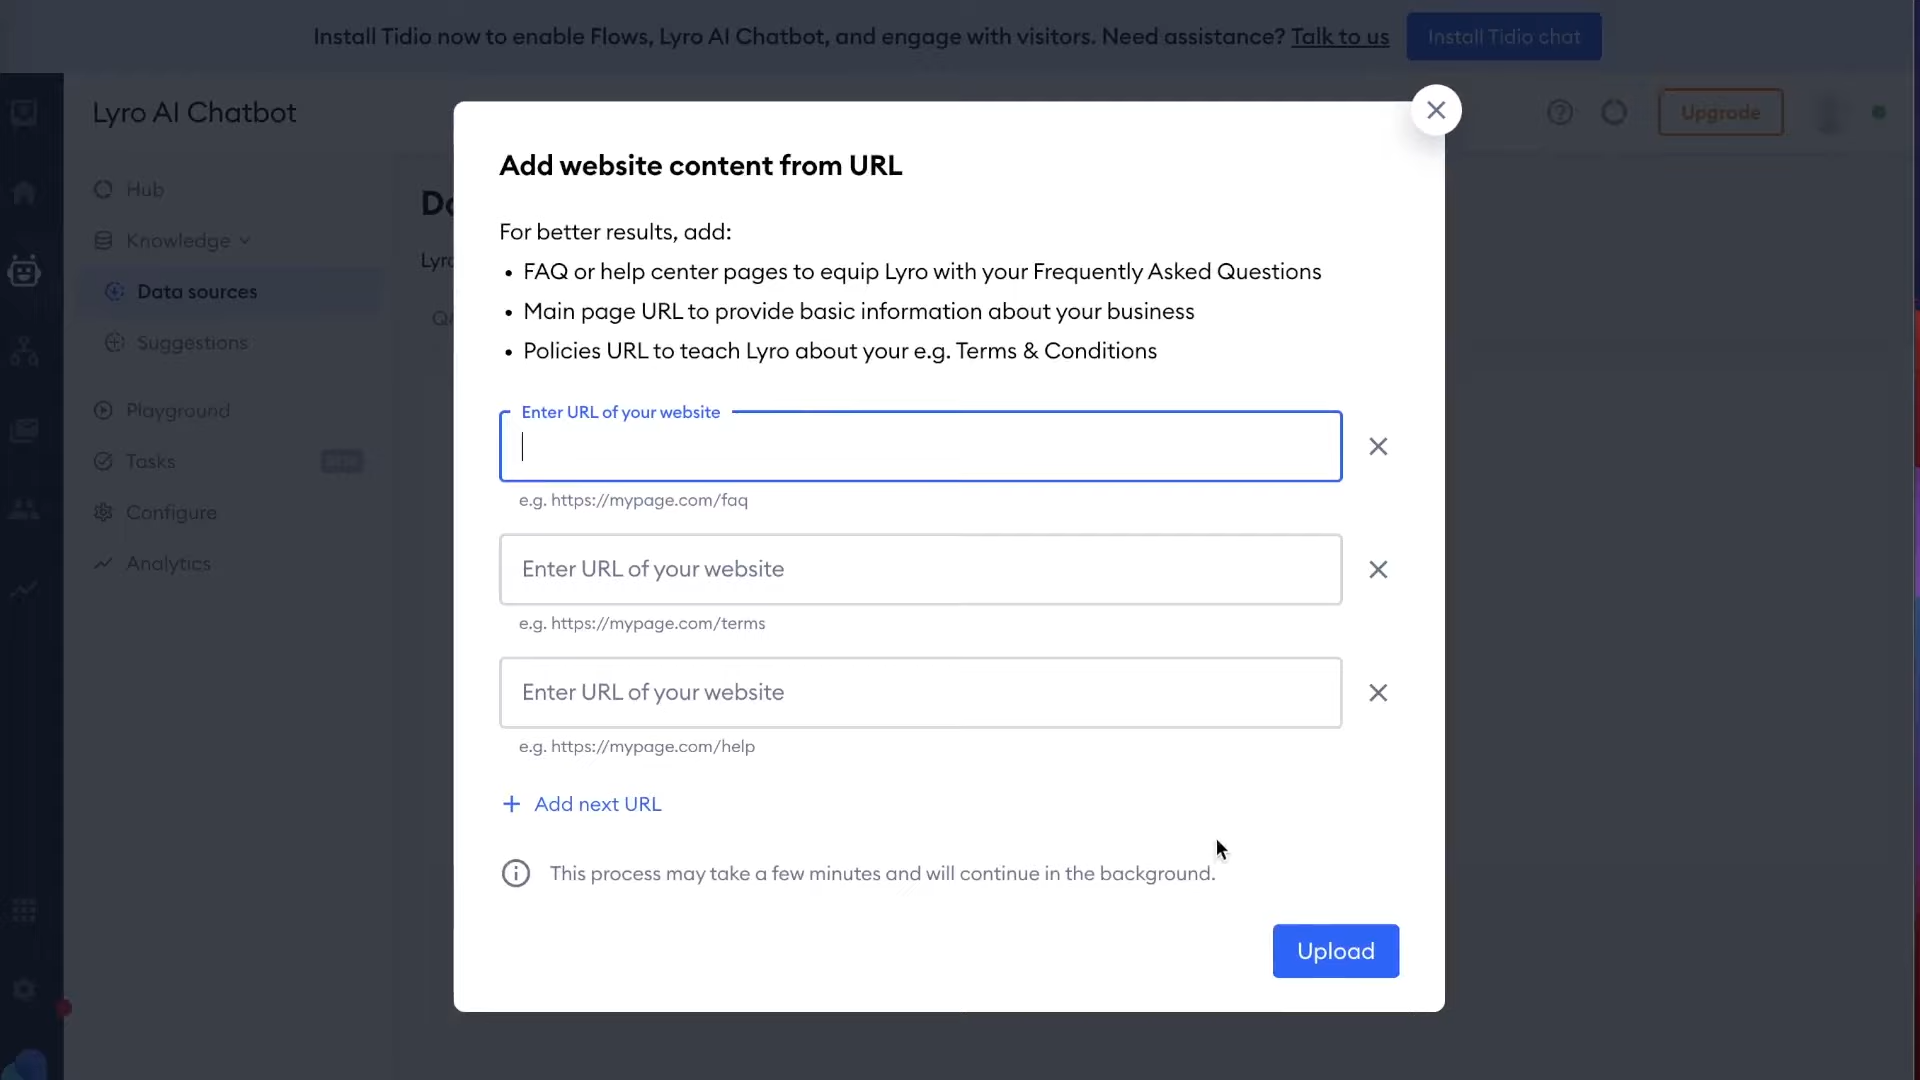 Install Tidio now to enable Flows, Lyro AI Chatbot, and engage with visitors. Need assistance? Talk to us
Install Tidio chat
Lyro AI Chatbot
Upgrade
Hub
Knowledge
Data sources
Suggestions
Playground
Tasks
Configure
Analytics
Add website content from URL
For better results, add:
• FAQ or help center pages to equip Lyro with your Frequently Asked Questions
• Main page URL to provide basic information about your business
• Policies URL to teach Lyro about your e.g. Terms & Conditions
Enter URL of your website
e.g. https://mypage.com/faq
Enter URL of your website
e.g. https://mypage.com/terms
Enter URL of your website
e.g. https://mypage.com/help
+ Add next URL
This process may take a few minutes and will continue in the background.
Upload